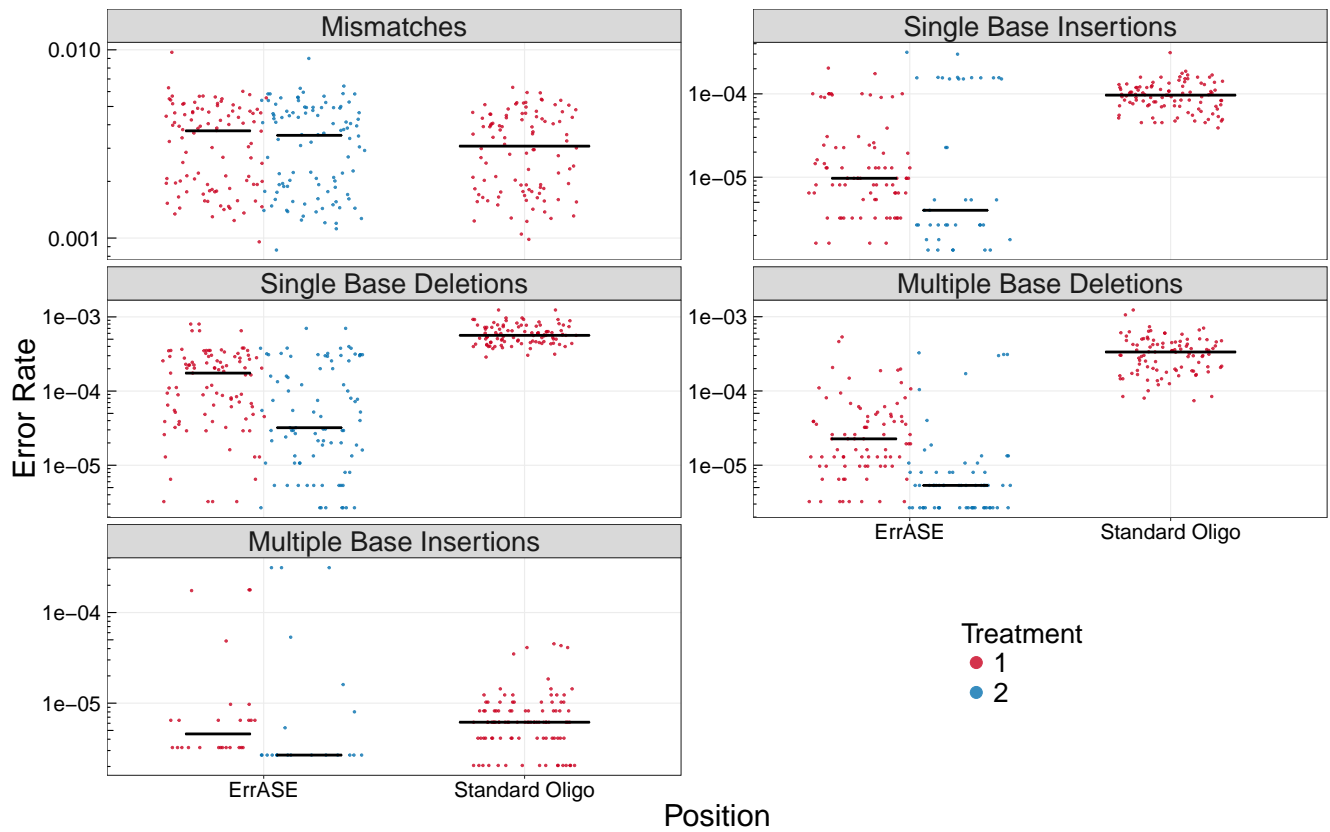 Mismatches
Single Base Insertions
0.010
0.001
1e−04
1e−05
Single Base Deletions
Multiple Base Deletions
Error Rate
1e−03
1e−04
1e−05
1e−03
1e−04
1e−05
ErrASE
Standard Oligo
Multiple Base Insertions
1e−04
1e−05
ErrASE
Standard Oligo
Position
Treatment
1
2